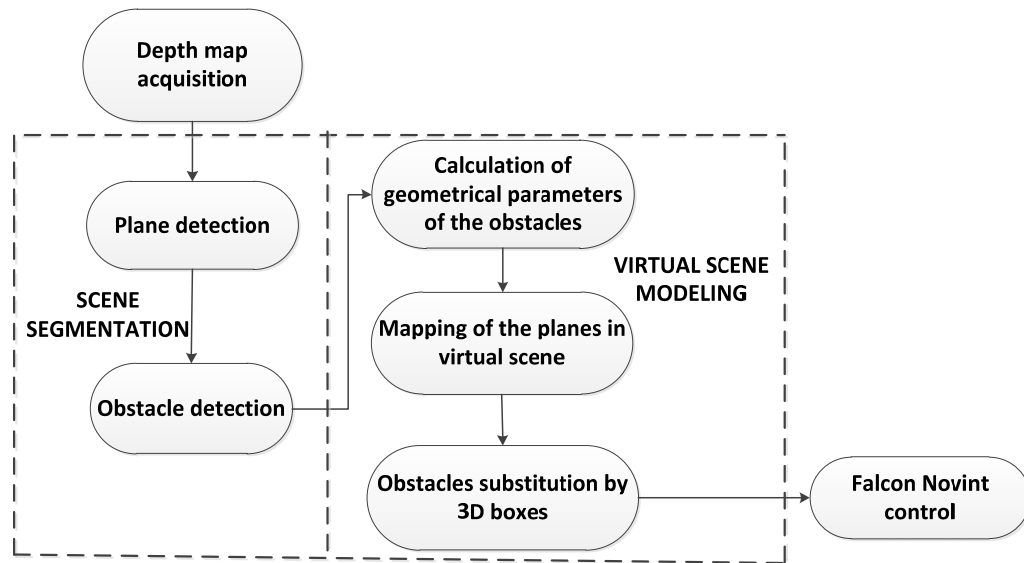 Depth map
acquisition
Plane detection
SCENE
SEGMENTATION
Obstacle detection
Calculation of
geometrical parameters
of the obstacles
VIRTUAL SCENE
MODELING
Mapping of the planes in
virtual scene
Obstacles substitution by
3D boxes
Falcon Novint
control